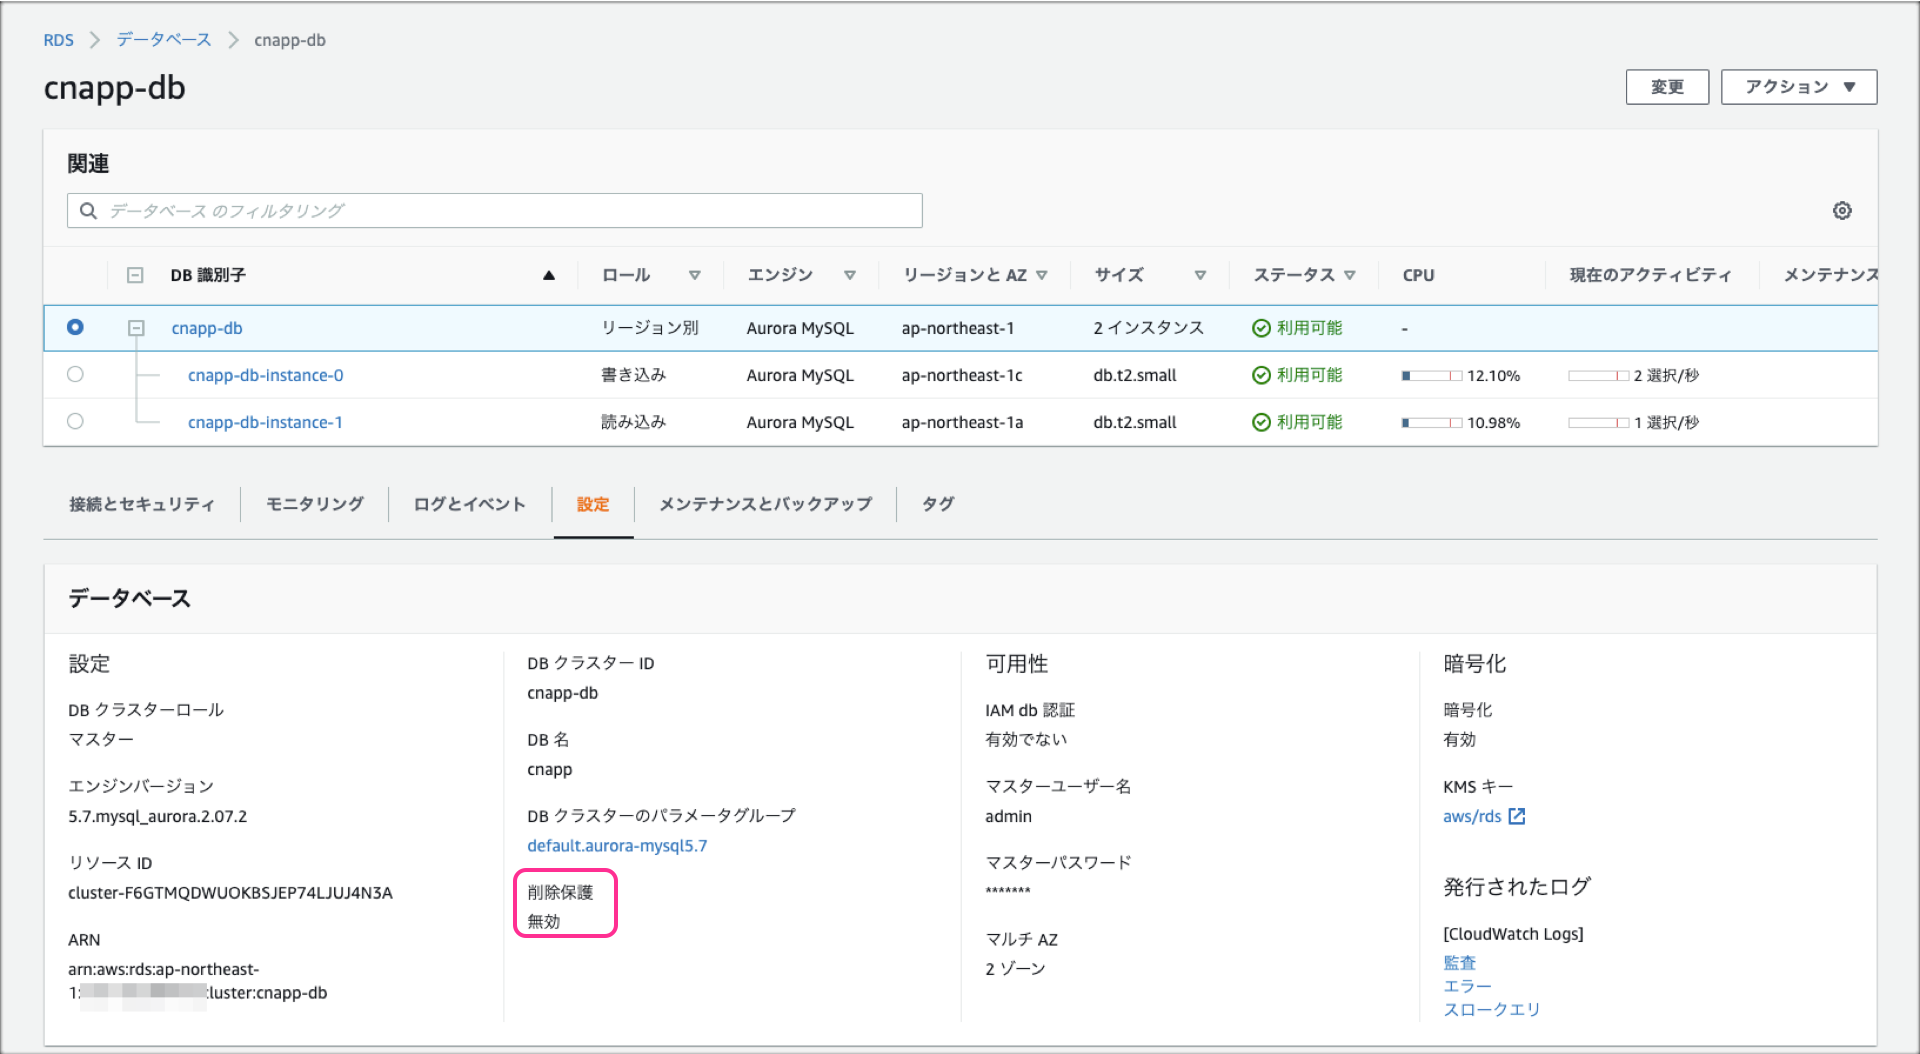 RDS > データベース > cnapp-db
cnapp-db
変更
アクション ▼
関連
データベース のフィルタリング
DB 識別子 ロール エンジン リージョンと AZ サイズ ステータス CPU 現在のアクティビティ メンテナンス
cnapp-db リージョン別 Aurora MySQL ap-northeast-1 2 インスタンス 利用可能 -
cnapp-db-instance-0 書き込み Aurora MySQL ap-northeast-1c db.t2.small 利用可能 12.10% 2 選択/秒
cnapp-db-instance-1 読み込み Aurora MySQL ap-northeast-1a db.t2.small 利用可能 10.98% 1 選択/秒
接続とセキュリティ モニタリング ログとイベント 設定 メンテナンスとバックアップ タグ
データベース
設定
DB クラスターロール
マスター
エンジンバージョン
5.7.mysql_aurora.2.07.2
リソース ID
cluster-F6GTMQDWUOKBSJEP74LJUJ4N3A
ARN
arn:aws:rds:ap-northeast-
1: :luster:cnapp-db
DB クラスター ID
cnapp-db
DB 名
cnapp
DB クラスターのパラメータグループ
default.aurora-mysql5.7
削除保護
無効
可用性
IAM db 認証
有効でない
マスターユーザー名
admin
マスターパスワード
*******
マルチ AZ
2 ゾーン
暗号化
暗号化
有効
KMS キー
aws/rds
発行されたログ
[CloudWatch Logs]
監査
エラー
スロークエリ